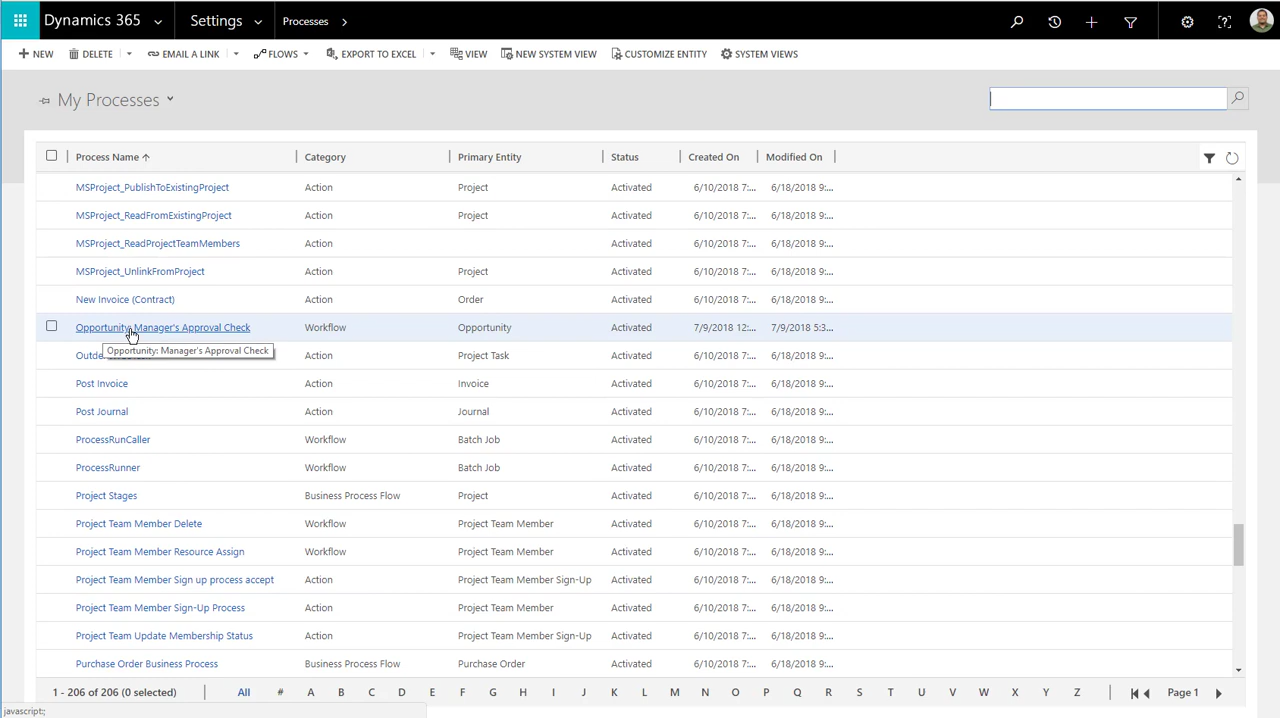 Dynamics 365 Settings Processes
NEW DELETE EMAIL A LINK FLOWS EXPORT TO EXCEL VIEW NEW SYSTEM VIEW CUSTOMIZE ENTITY SYSTEM VIEWS
My Processes
Process Name Category Primary Entity Status Created On Modified On
MSProject_PublishToExistingProject Action Project Activated 6/10/2018 7:... 6/18/2018 9:...
MSProject_ReadFromExistingProject Action Project Activated 6/10/2018 7:... 6/18/2018 9:...
MSProject_ReadProjectTeamMembers Action Activated 6/10/2018 7:... 6/18/2018 9:...
MSProject_UnlinkFromProject Action Project Activated 6/10/2018 7:... 6/18/2018 9:...
New Invoice (Contract) Action Order Activated 6/10/2018 7:... 6/18/2018 9:...
Opportunity: Manager's Approval Check Workflow Opportunity Activated 7/9/2018 12:... 7/9/2018 5:3...
Opportunity: Manager's Approval Check
Action Project Task Activated 6/10/2018 7:... 6/18/2018 9:...
Post Invoice Action Invoice Activated 6/10/2018 7:... 6/18/2018 9:...
Post Journal Action Journal Activated 6/10/2018 7:... 6/18/2018 9:...
ProcessRunCaller Workflow Batch Job Activated 6/10/2018 7:... 6/18/2018 9:...
ProcessRunner Workflow Batch Job Activated 6/10/2018 7:... 6/18/2018 9:...
Project Stages Business Process Flow Project Activated 6/10/2018 7:... 6/18/2018 9:...
Project Team Member Delete Workflow Project Team Member Activated 6/10/2018 7:... 6/18/2018 9:...
Project Team Member Resource Assign Workflow Project Team Member Activated 6/10/2018 7:... 6/18/2018 9:...
Project Team Member Sign up process accept Action Project Team Member Sign-Up Activated 6/10/2018 7:... 6/18/2018 9:...
Project Team Member Sign-Up Process Action Project Team Member Activated 6/10/2018 7:... 6/18/2018 9:...
Project Team Update Membership Status Action Project Team Member Sign-Up Activated 6/10/2018 7:... 6/18/2018 9:...
Purchase Order Business Process Business Process Flow Purchase Order Activated 6/10/2018 7:... 6/18/2018 9:...
1 - 206 of 206 (0 selected) All # A B C D E F G H I J K L M N O P Q R S T U V W X Y Z Page 1
javascript:;